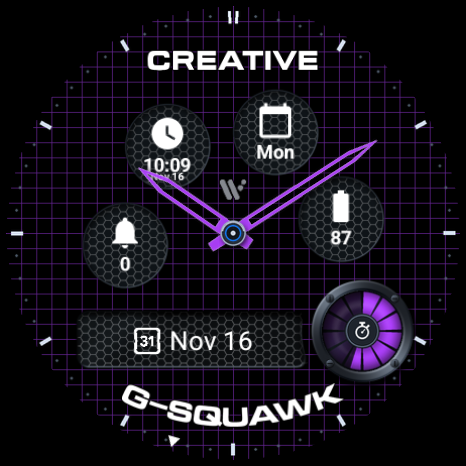 CREATIVE
10:09
Nov 16
Mon
87
0
31
Nov 16
G-SQUAWK